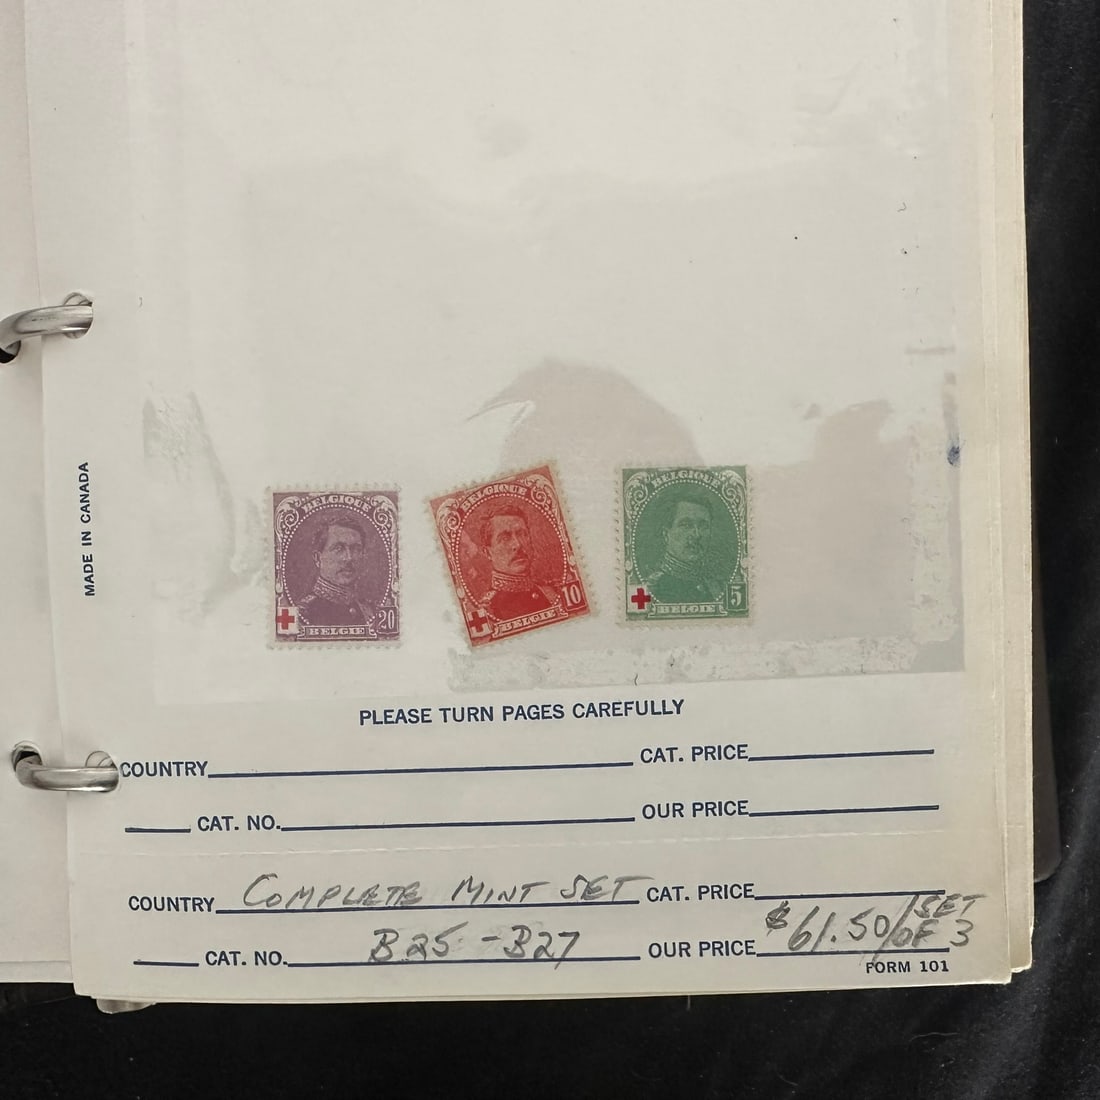 MADE IN CANADA
BELGIQUE
20
BELGIE
BELGIQUE
10
BELGIE
BELGIQUE
5
BELGIE
PLEASE TURN PAGES CAREFULLY
COUNTRY CAT. PRICE
CAT. NO. OUR PRICE
COUNTRY COMPLETE MINT SET CAT. PRICE
CAT. NO. B25 - B27 OUR PRICE $61.50/SET OF 3
FORM 101